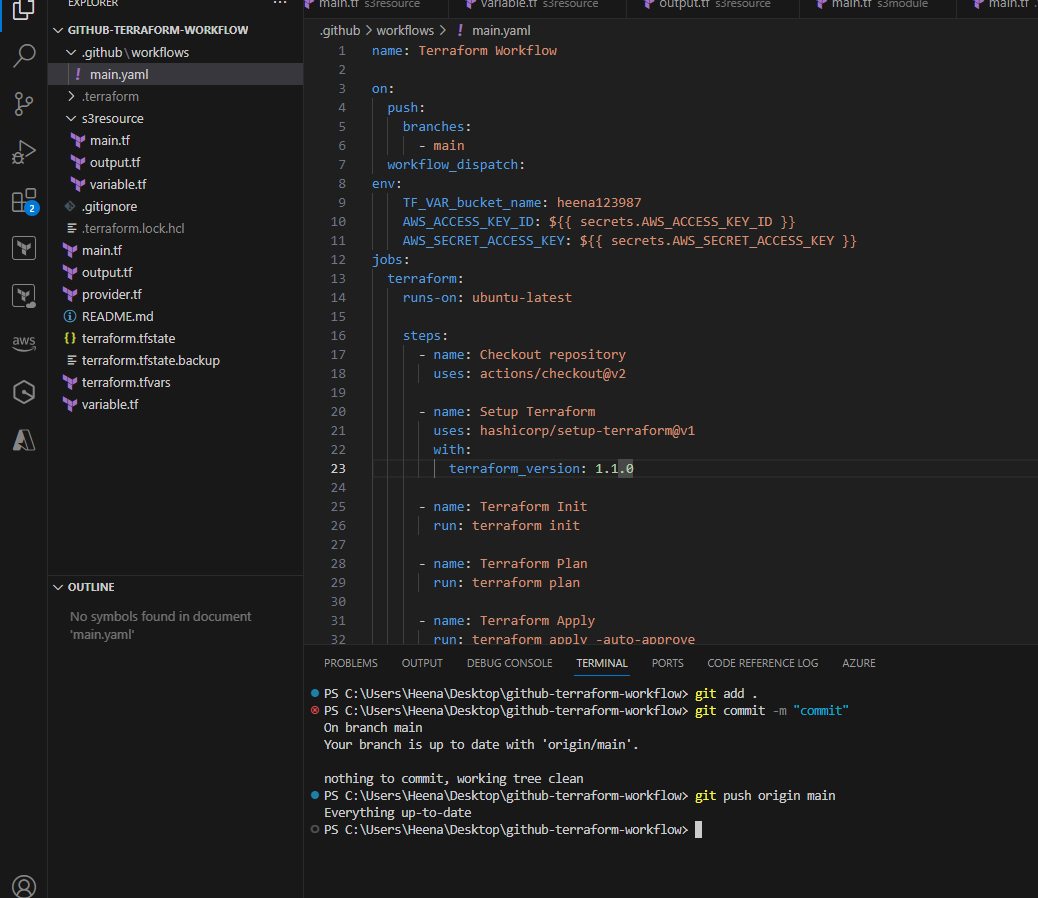 EXPLORER
...
main.tf s3resource
variable.tf s3resource
output.tf s3resource
main.tf s3module
main.tf
GITHUB-TERRAFORM-WORKFLOW
.github\workflows
! main.yaml
.terraform
s3resource
main.tf
output.tf
variable.tf
.gitignore
.terraform.lock.hcl
main.tf
output.tf
provider.tf
README.md
{} terraform.tfstate
terraform.tfstate.backup
terraform.tfvars
variable.tf
2
aws
OUTLINE
No symbols found in document
'main.yaml'
.github > workflows > ! main.yaml
1 name: Terraform Workflow
2
3 on:
4 push:
5 branches:
6 - main
7 workflow_dispatch:
8 env:
9 TF_VAR_bucket_name: heena123987
10 AWS_ACCESS_KEY_ID: ${{ secrets.AWS_ACCESS_KEY_ID }}
11 AWS_SECRET_ACCESS_KEY: ${{ secrets.AWS_SECRET_ACCESS_KEY }}
12 jobs:
13 terraform:
14 runs-on: ubuntu-latest
15
16 steps:
17 - name: Checkout repository
18 uses: actions/checkout@v2
19
20 - name: Setup Terraform
21 uses: hashicorp/setup-terraform@v1
22 with:
23 terraform_version: 1.1.0
24
25 - name: Terraform Init
26 run: terraform init
27
28 - name: Terraform Plan
29 run: terraform plan
30
31 - name: Terraform Apply
32 run: terraform apply -auto-approve
PROBLEMS OUTPUT DEBUG CONSOLE TERMINAL PORTS CODE REFERENCE LOG AZURE
PS C:\Users\Heena\Desktop\github-terraform-workflow> git add .
PS C:\Users\Heena\Desktop\github-terraform-workflow> git commit -m "commit"
On branch main
Your branch is up to date with 'origin/main'.
nothing to commit, working tree clean
PS C:\Users\Heena\Desktop\github-terraform-workflow> git push origin main
Everything up-to-date
PS C:\Users\Heena\Desktop\github-terraform-workflow>